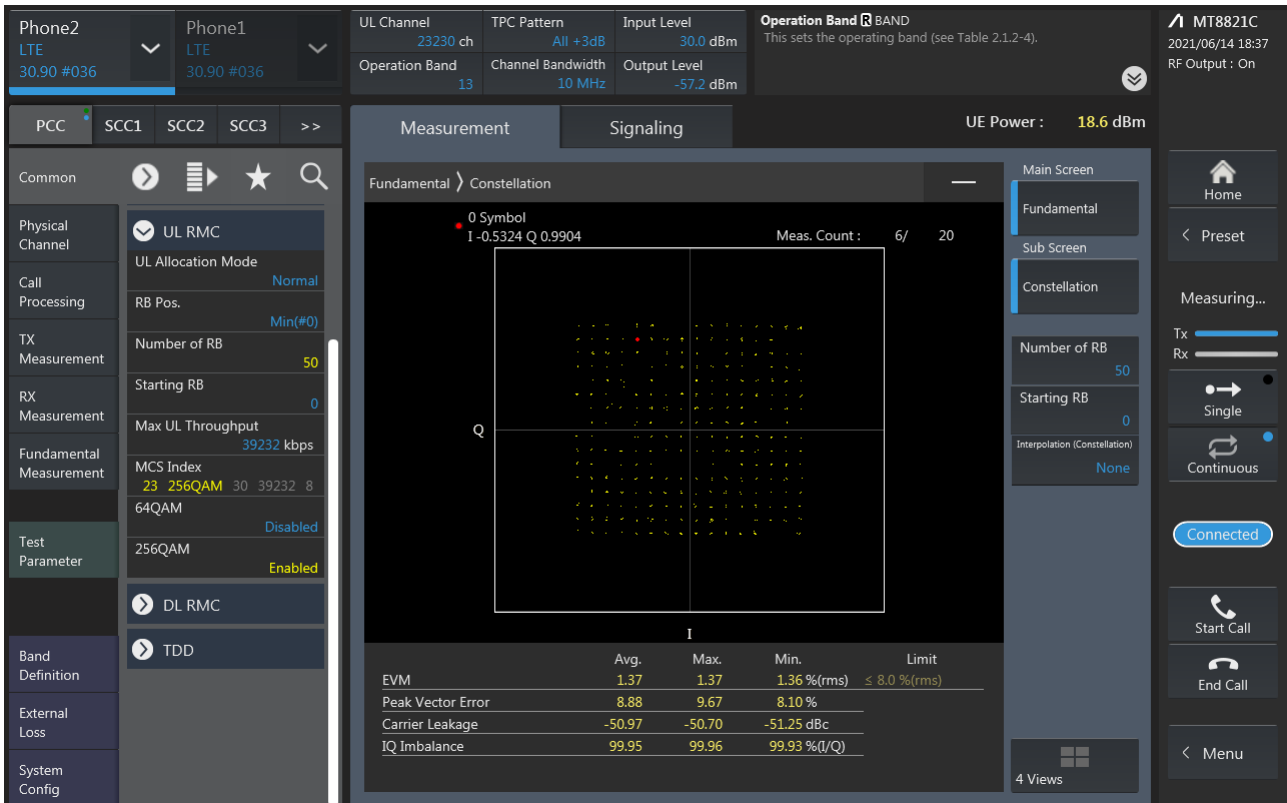 Phone2
LTE
30.90 #036
Phone1
LTE
30.90 #036
UL Channel
23230 ch
TPC Pattern
All +3dB
Input Level
30.0 dBm
Operation Band
13
Channel Bandwidth
10 MHz
Output Level
-57.2 dBm
Operation Band R BAND
This sets the operating band (see Table 2.1.2-4).
MT8821C
2021/06/14 18:37
RF Output : On
PCC
SCC1
SCC2
SCC3
>>
Measurement
Signaling
UE Power : 18.6 dBm
Common
Physical
Channel
Call
Processing
TX
Measurement
RX
Measurement
Fundamental
Measurement
Test
Parameter
Band
Definition
External
Loss
System
Config
UL RMC
UL Allocation Mode
Normal
RB Pos.
Min(#0)
Number of RB
50
Starting RB
0
Max UL Throughput
39232 kbps
MCS Index
23 256QAM 30 39232 8
64QAM
Disabled
256QAM
Enabled
DL RMC
TDD
Fundamental 〉 Constellation
0 Symbol
I -0.5324 Q 0.9904
Meas. Count : 6/ 20
Q
I
Avg. Max. Min. Limit
EVM 1.37 1.37 1.36 %(rms) ≤ 8.0 %(rms)
Peak Vector Error 8.88 9.67 8.10 %
Carrier Leakage -50.97 -50.70 -51.25 dBc
IQ Imbalance 99.95 99.96 99.93 %(I/Q)
Main Screen
Fundamental
Sub Screen
Constellation
Number of RB
50
Starting RB
0
Interpolation (Constellation)
None
4 Views
Home
< Preset
Measuring...
Tx
Rx
Single
Continuous
Connected
Start Call
End Call
< Menu